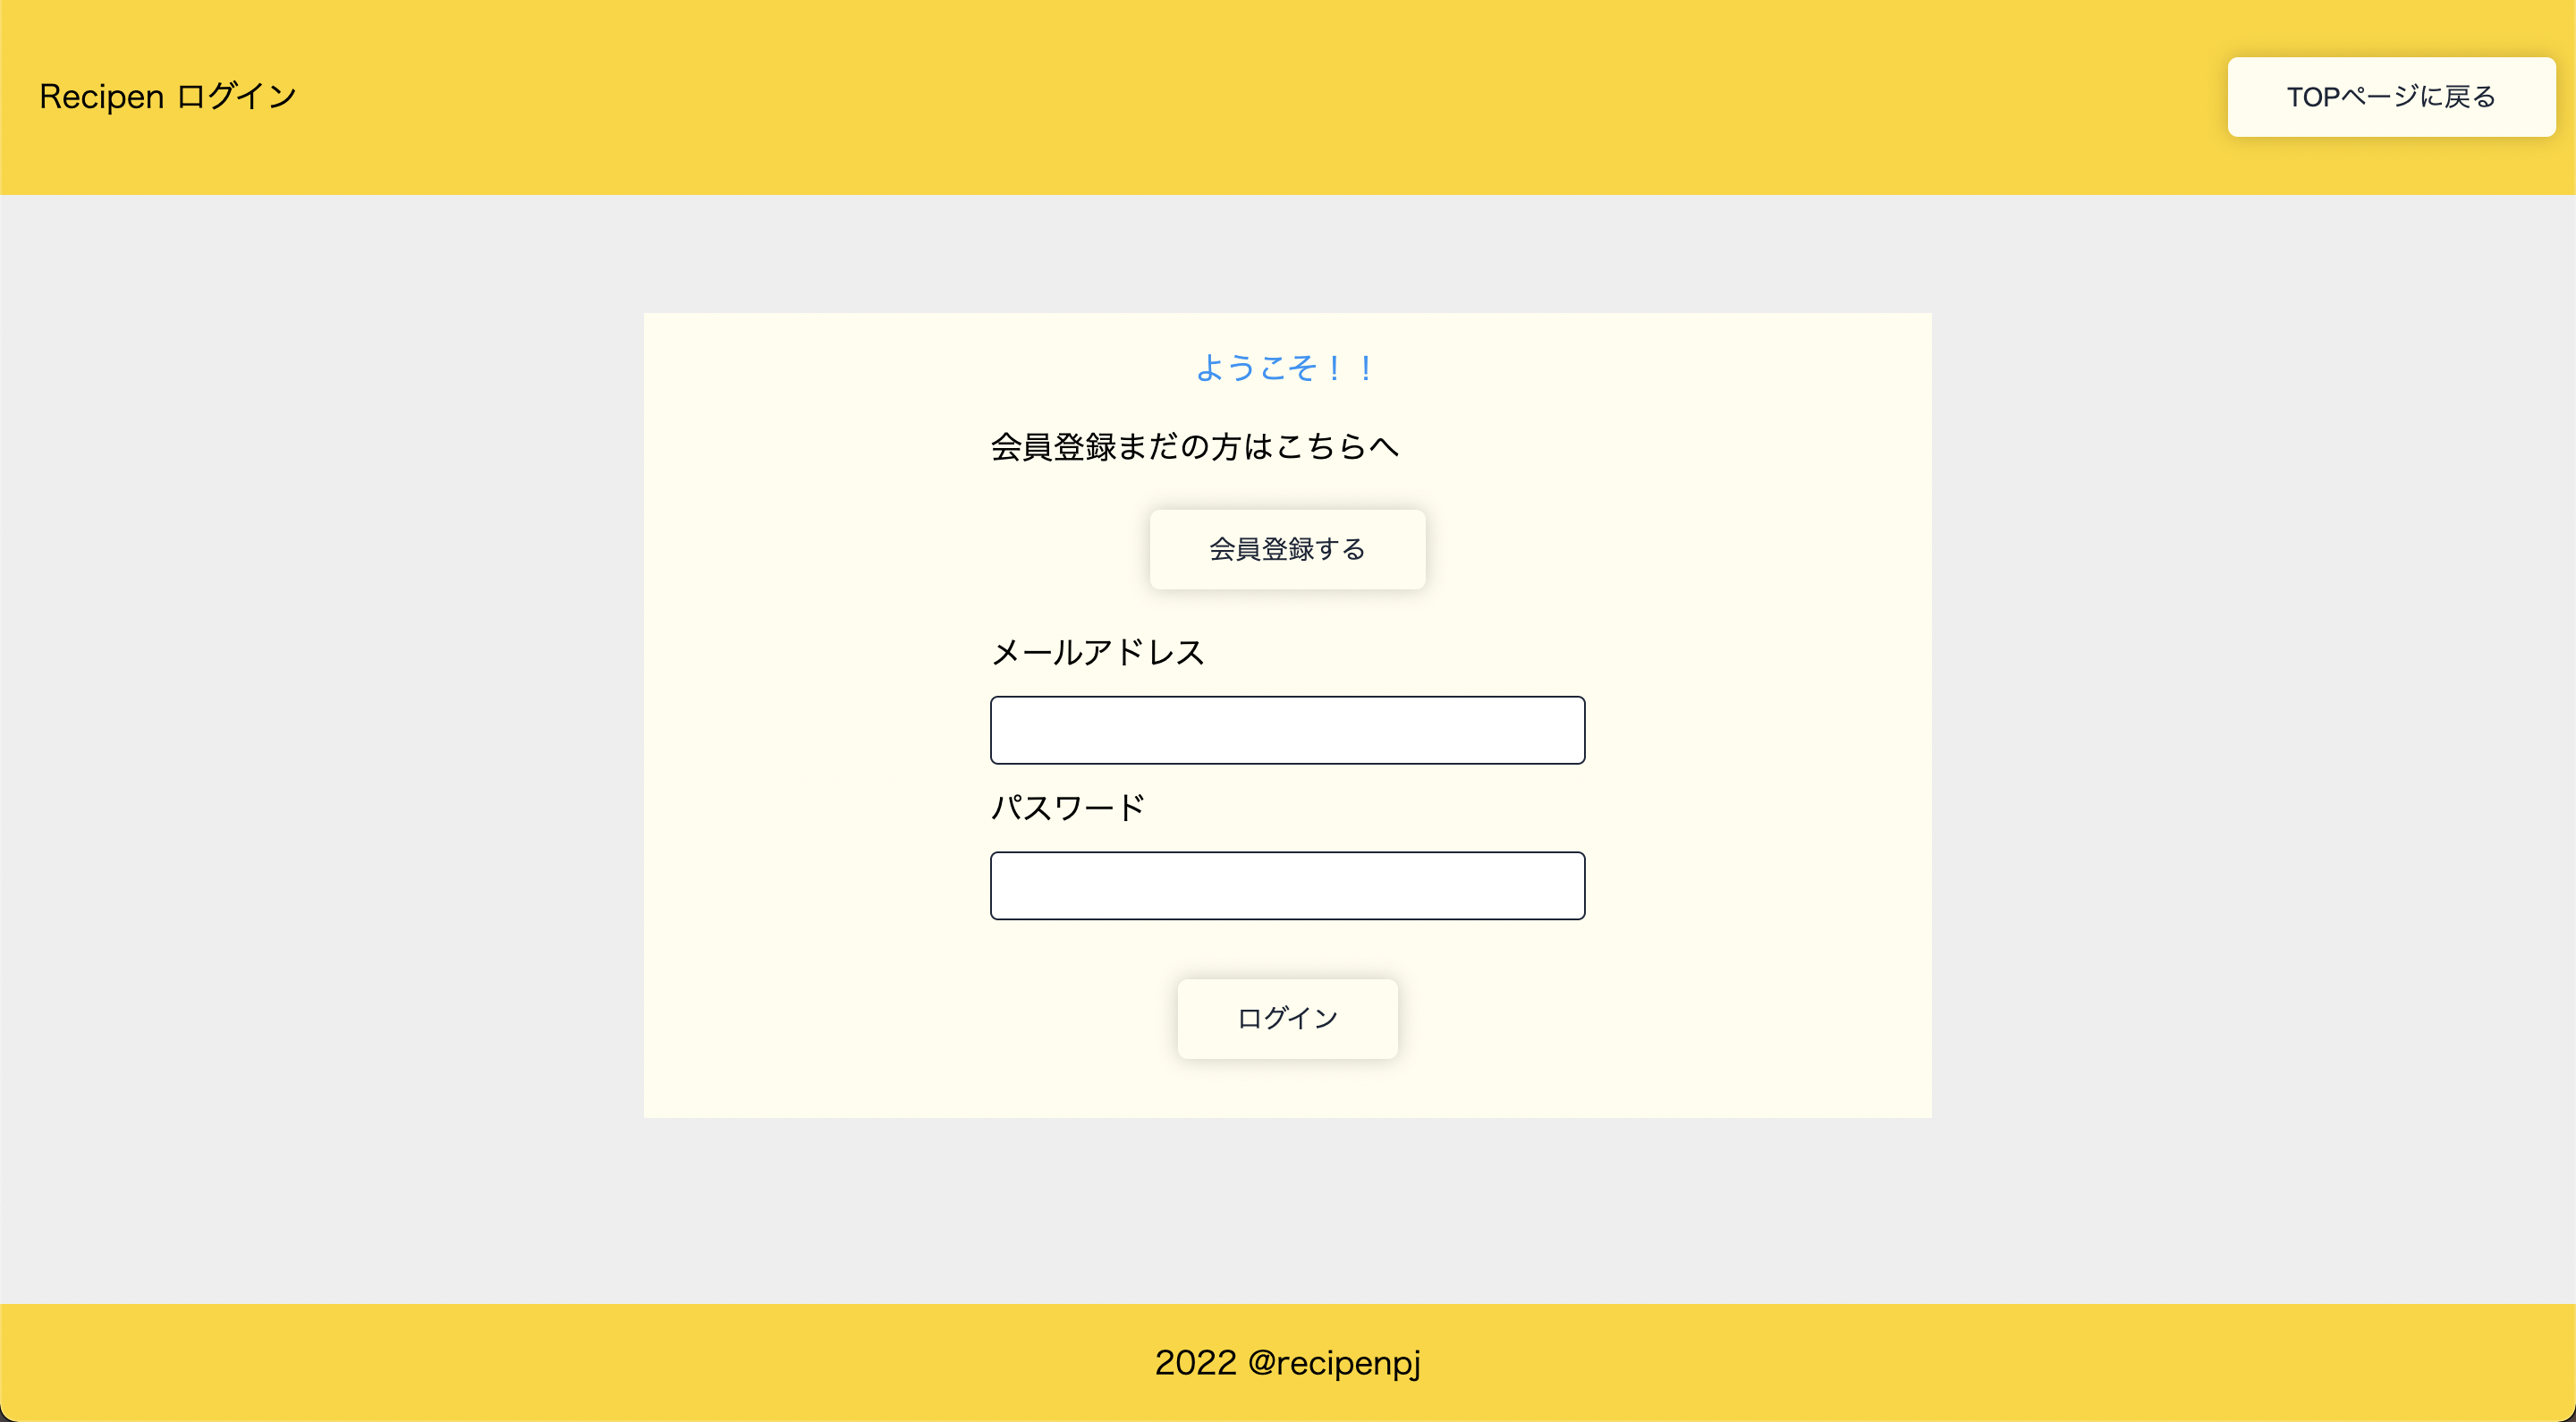 Recipen ログイン
TOPページに戻る
ようこそ！！
会員登録まだの方はこちらへ
会員登録する
メールアドレス
パスワード
ログイン
2022 @recipenpj